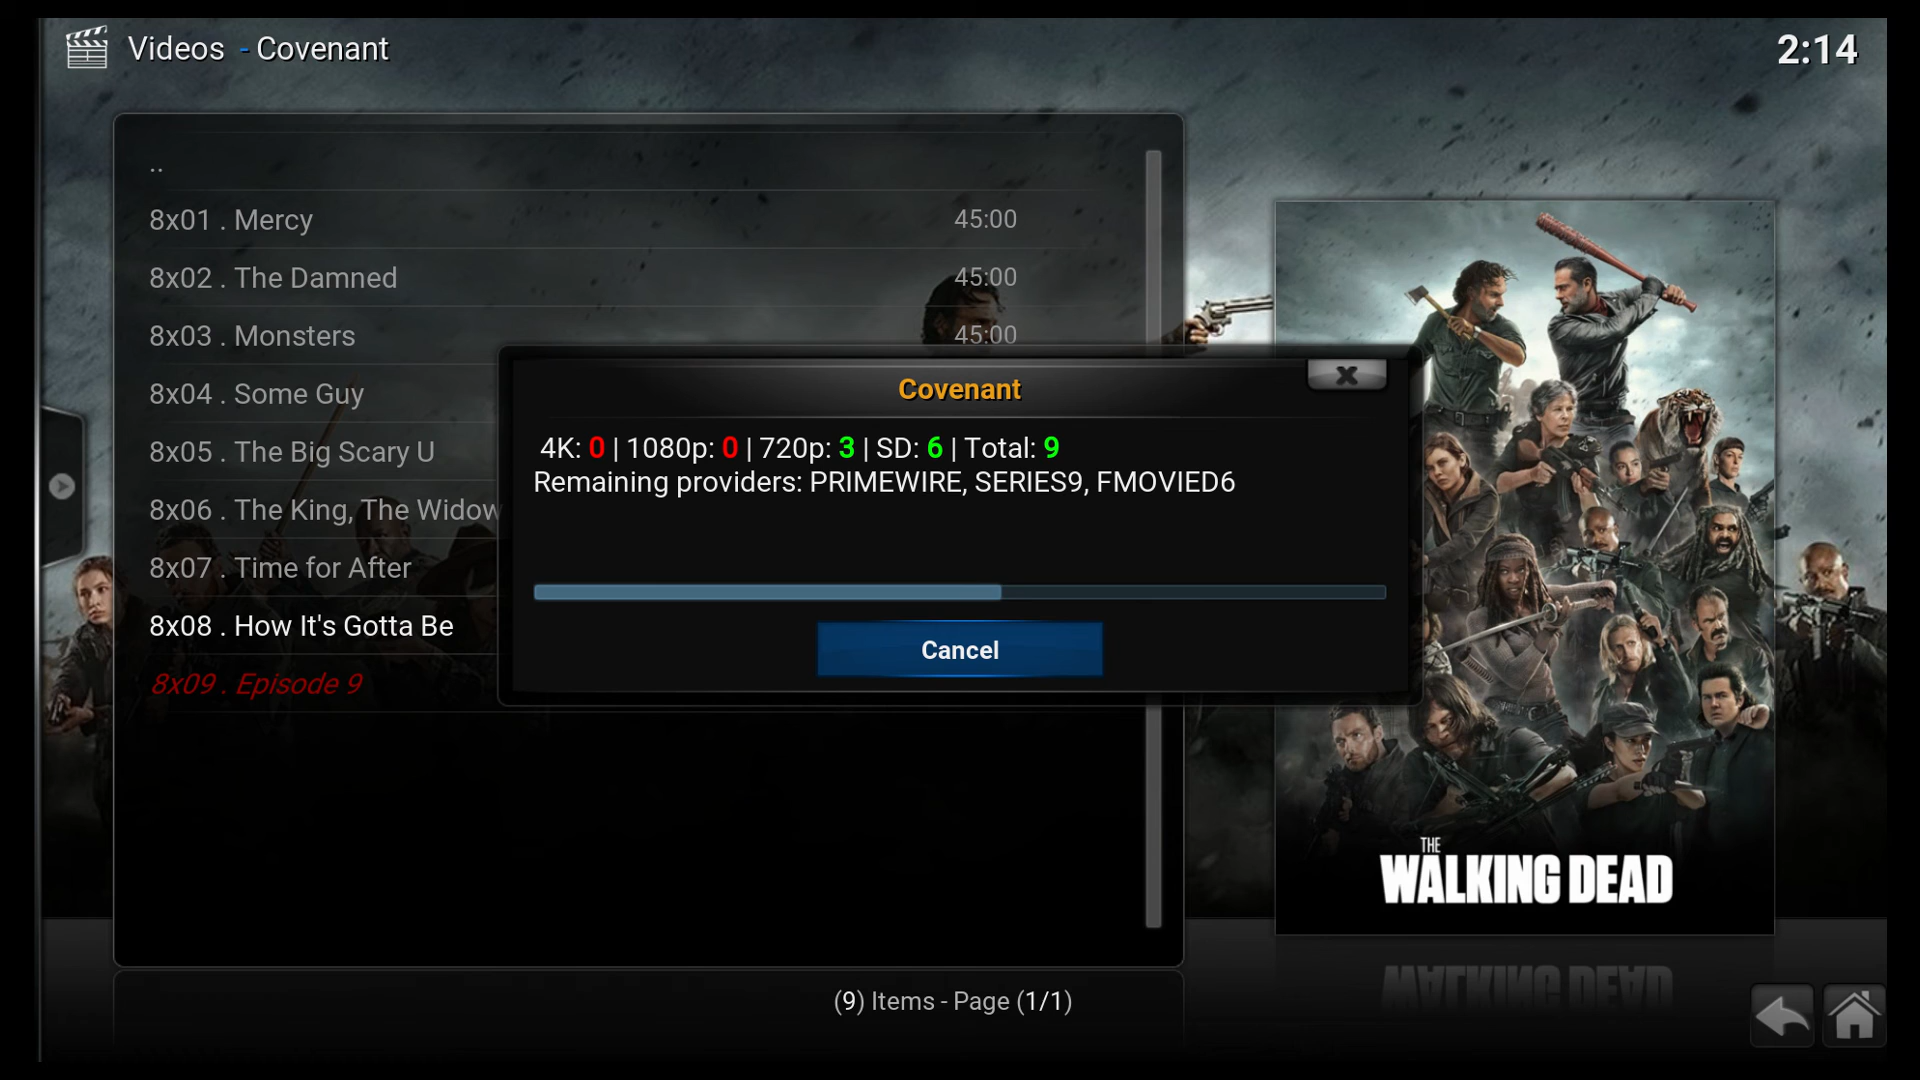 Videos - Covenant
2:14
..
8x01 . Mercy 45:00
8x02 . The Damned 45:00
8x03 . Monsters 45:00
8x04 . Some Guy
8x05 . The Big Scary U
8x06 . The King, The Widow
8x07 . Time for After
8x08 . How It's Gotta Be
8x09 . Episode 9
Covenant
4K: 0 | 1080p: 0 | 720p: 3 | SD: 6 | Total: 9
Remaining providers: PRIMEWIRE, SERIES9, FMOVIED6
Cancel
THE
WALKING DEAD
(9) Items - Page (1/1)